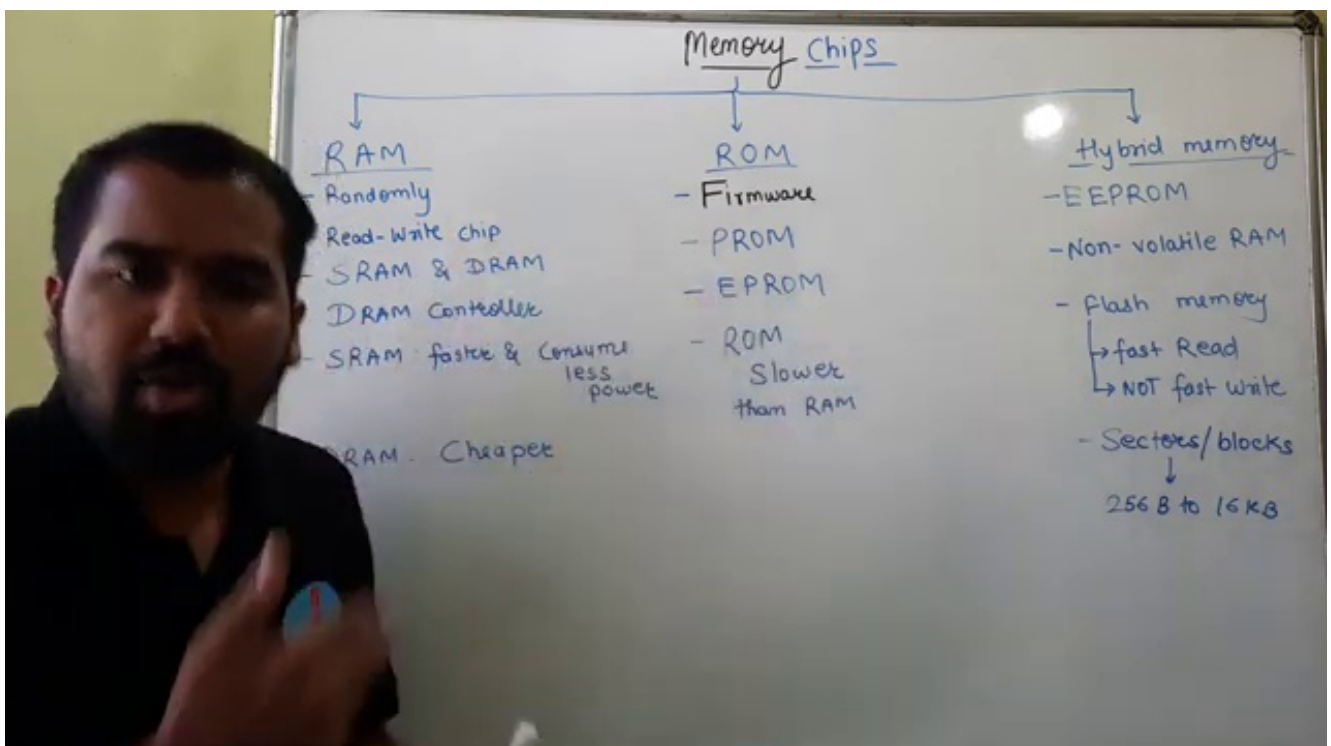 Memory Chips
RAM
- Randomly
Read-Write chip
- SRAM & DRAM
DRAM Controller
- SRAM faster & Consume
less
power
DRAM. Cheaper
ROM
- Firmware
- PROM
- EPROM
- ROM
Slower
than RAM
Hybrid memory
- EEPROM
- Non-volatile RAM
- Flash memory
fast Read
NOT fast write
- Sectors/blocks
256 B to 16 KB